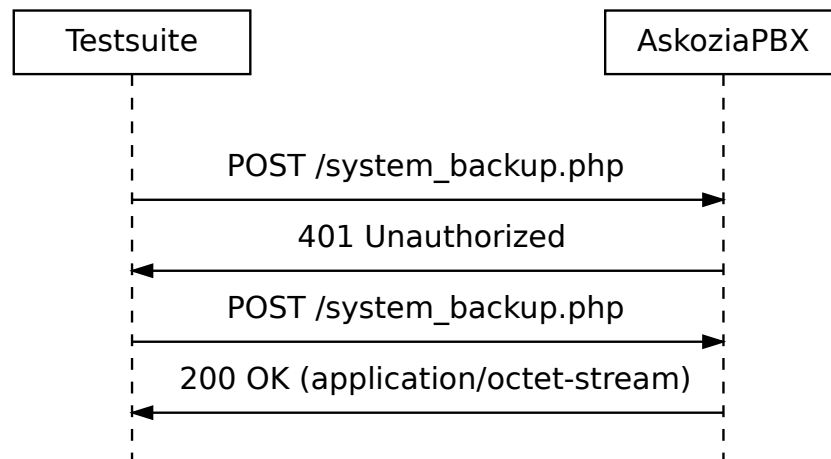 Testsuite
AskoziaPBX
POST /system_backup.php
401 Unauthorized
POST /system_backup.php
200 OK (application/octet-stream)